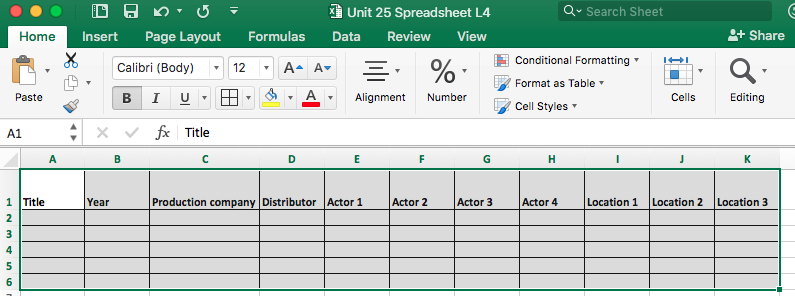 Unit 25 Spreadsheet L4
Search Sheet
Home Insert Page Layout Formulas Data Review View Share
Calibri (Body) 12 A A
Paste B I U A Alignment % Number Conditional Formatting
Format as Table
Cell Styles
Cells Editing
A1 fx Title
A B C D E F G H I J K
1 Title Year Production company Distributor Actor 1 Actor 2 Actor 3 Actor 4 Location 1 Location 2 Location 3
2
3
4
5
6